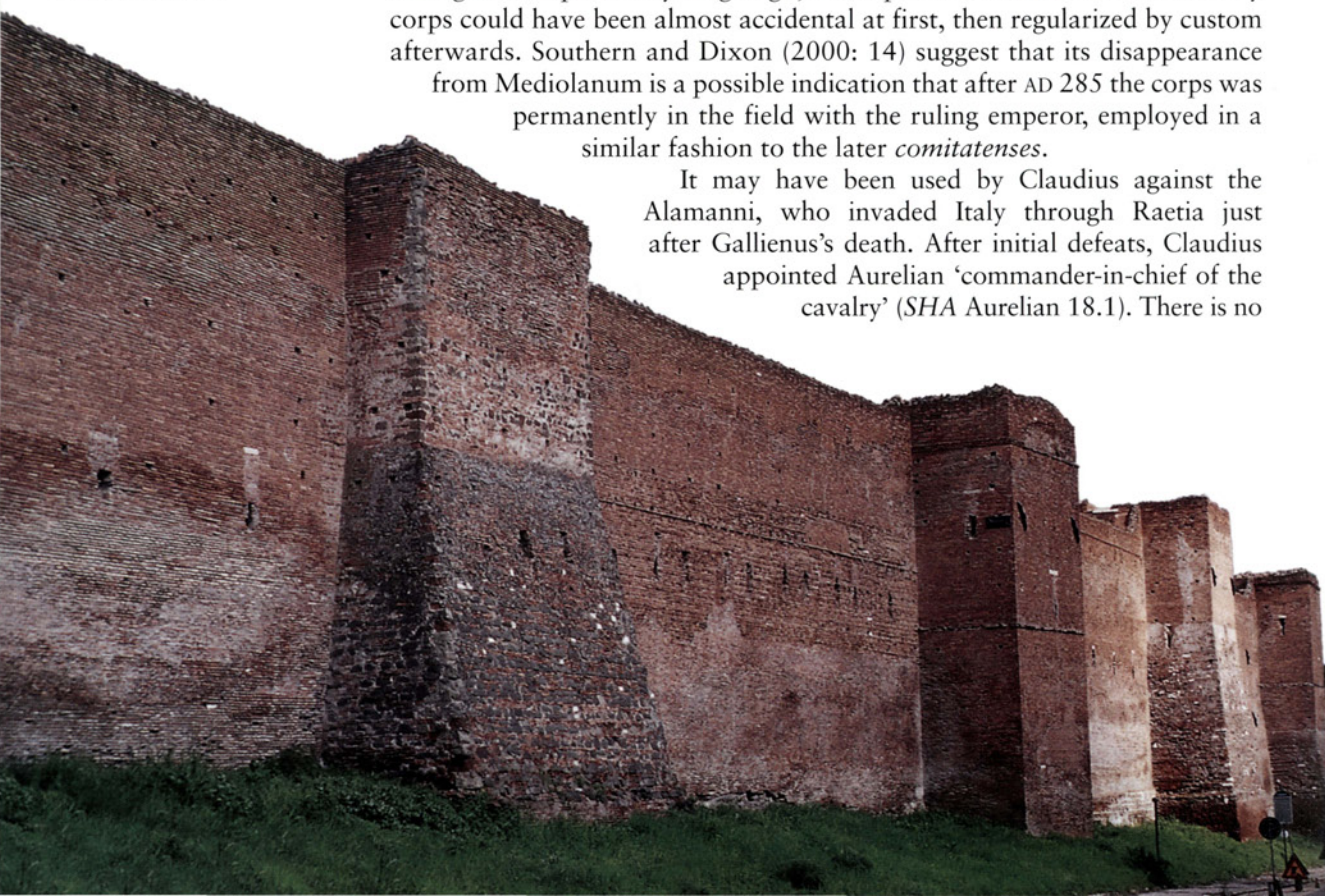 corps could have been almost accidental at first, then regularized by custom
afterwards. Southern and Dixon (2000: 14) suggest that its disappearance
from Mediolanum is a possible indication that after AD 285 the corps was
permanently in the field with the ruling emperor, employed in a
similar fashion to the later comitatenses.
It may have been used by Claudius against the
Alamanni, who invaded Italy through Raetia just
after Gallienus’s death. After initial defeats, Claudius
appointed Aurelian ‘commander-in-chief of the
cavalry’ (SHA Aurelian 18.1). There is no